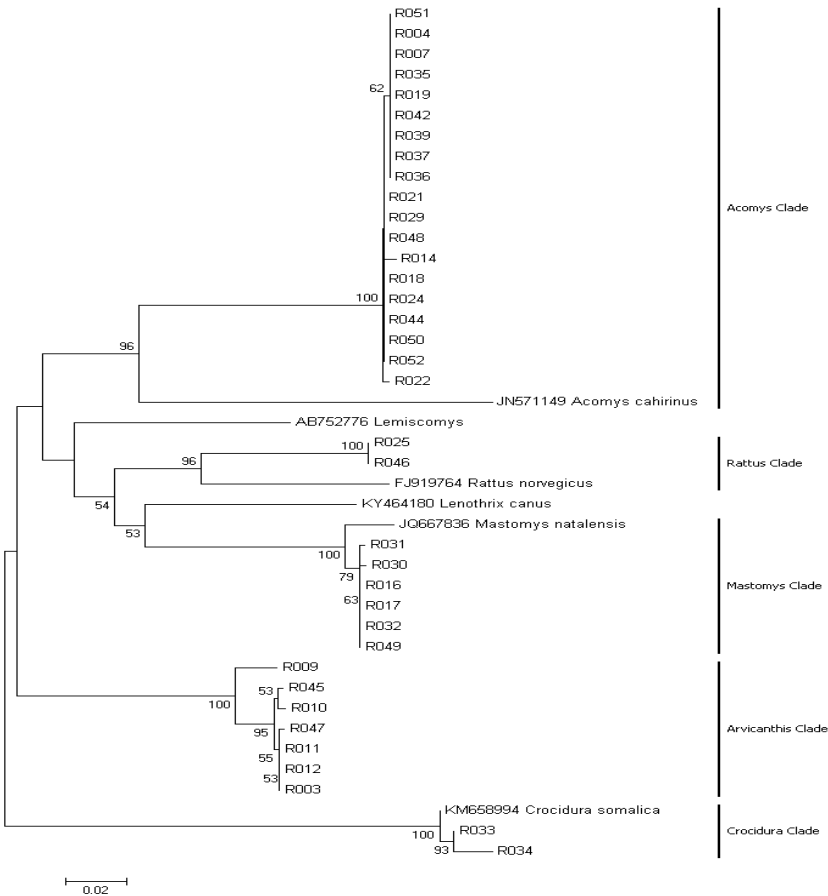 R051
R004
R007
R035
62
R019
R042
R039
R037
R036
R021
R029
Acomys Clade
R048
R014
R018
100
R024
R044
96
R050
R052
R022
JN571149 Acomys cahirinus
AB752776 Lemiscomys
R025
100
96
R046
Rattus Clade
FJ919764 Rattus norvegicus
54
KY464180 Lenothrix canus
53
JQ667836 Mastomys natalensis
100
R031
R030
79
R016
Mastomys Clade
63
R017
R032
R049
R009
53
R045
100
R010
95
R047
Arvicanthis Clade
R011
55
R012
53
R003
KM658994 Crocidura somalica
100
R033
Crocidura Clade
93
R034
0.02